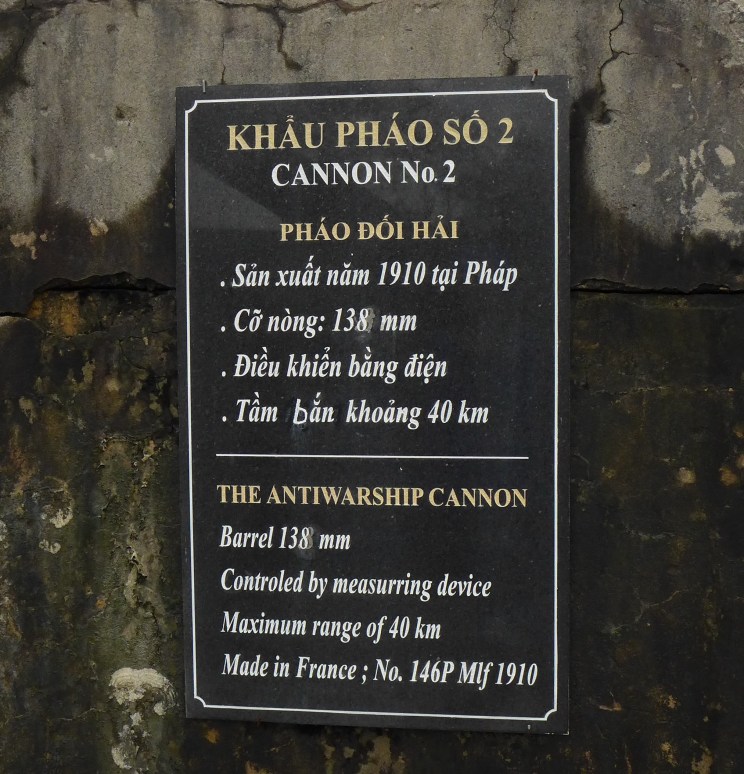 KHẨU PHÁO SỐ 2
CANNON No. 2
PHÁO ĐỐI HẢI
. Sản xuất năm 1910 tại Pháp
. Cỡ nòng: 138 mm
. Điều khiển bằng điện
. Tầm bắn khoảng 40 km
THE ANTIWARSHIP CANNON
Barrel 138 mm
Controled by measurring device
Maximum range of 40 km
Made in France ; No. 146P Mlf 1910